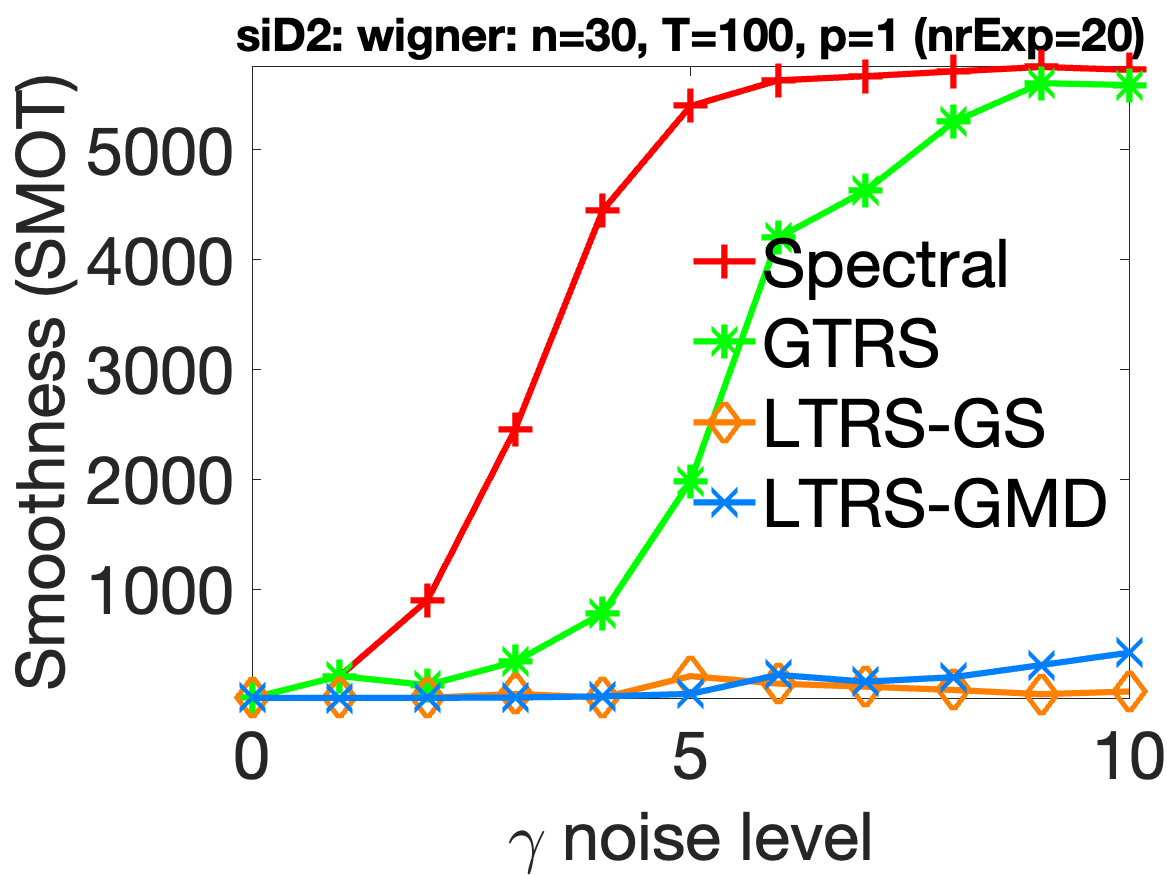 siD2: wigner: n=30, T=100, p=1 (nrExp=20)
Smoothness (SMOT)
5000
4000
3000
2000
1000
Spectral
GTRS
LTRS-GS
LTRS-GMD
0 5 10
γ noise level